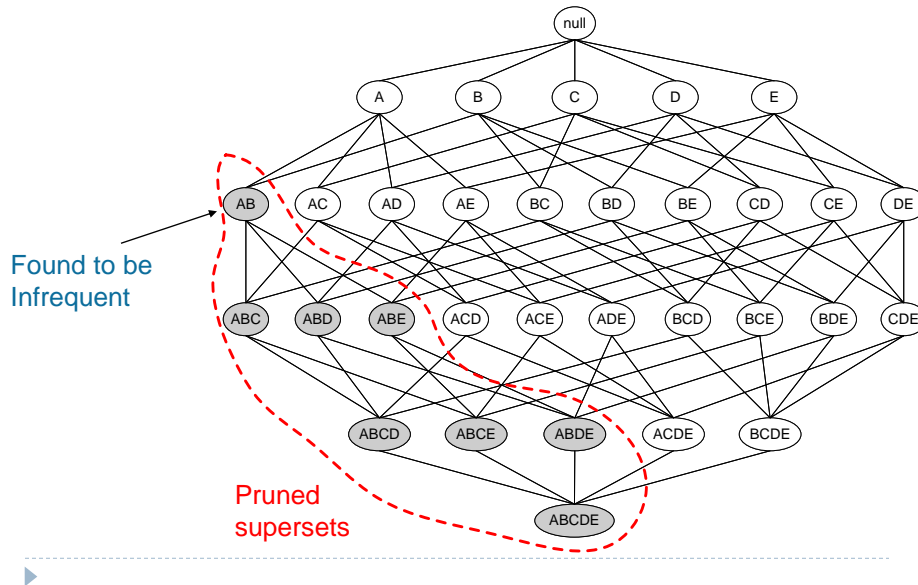 null
A B C D E
AB AC AD AE BC BD BE CD CE DE
Found to be
Infrequent
ABC ABD ABE ACD ACE ADE BCD BCE BDE CDE
ABCD ABCE ABDE ACDE BCDE
Pruned
supersets
ABCDE